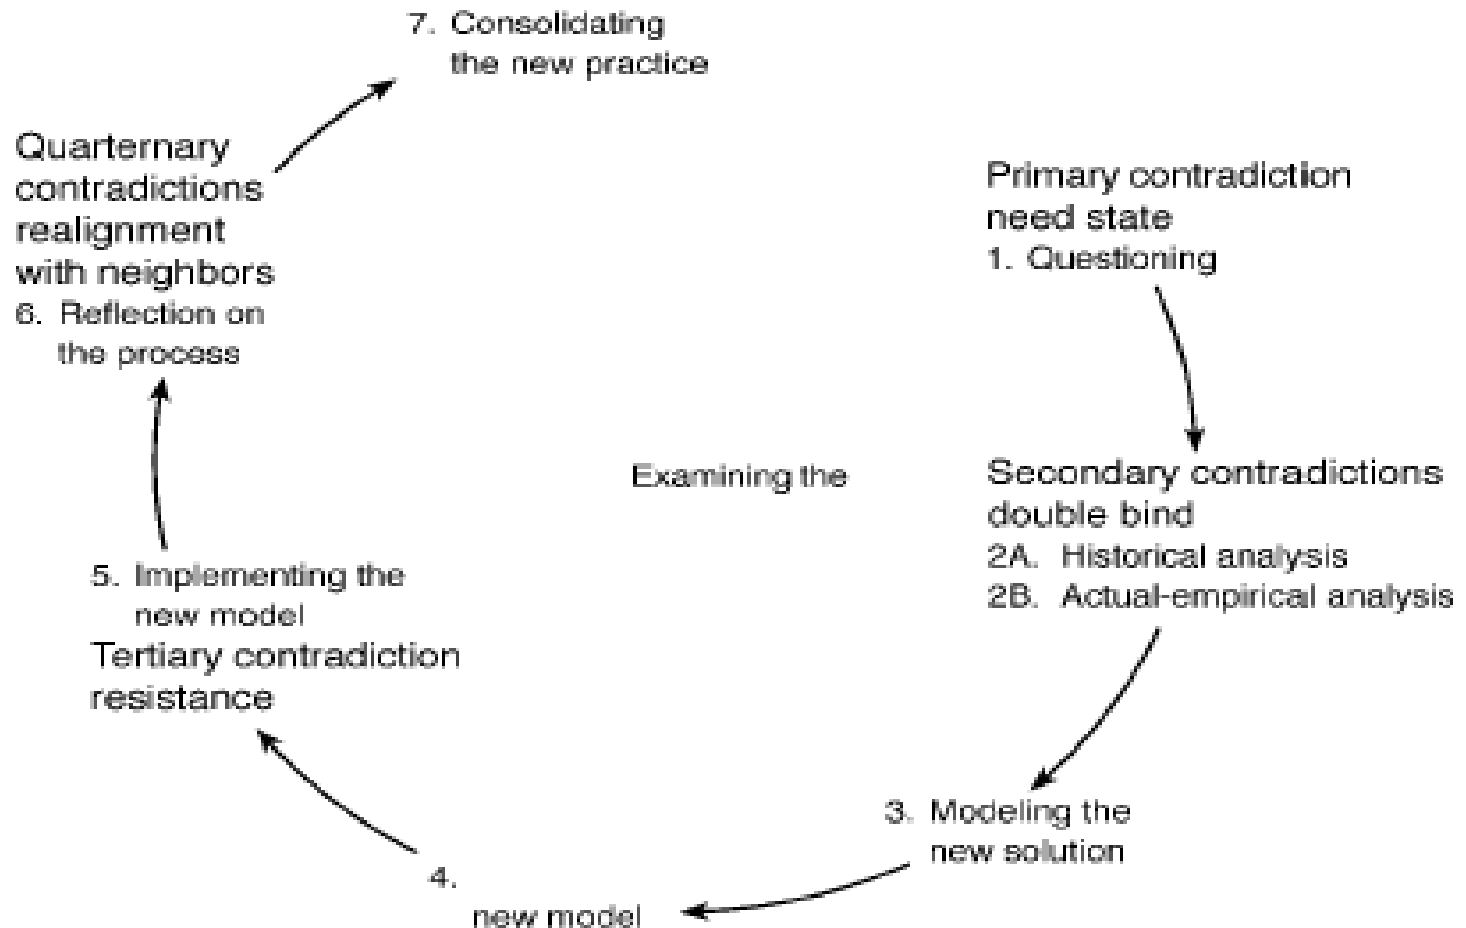 7. Consolidating
the new practice
Quarternary
contradictions
realignment
with neighbors
6. Reflection on
the process
Primary contradiction
need state
1. Questioning
Examining the
Secondary contradictions
double bind
2A. Historical analysis
2B. Actual-empirical analysis
5. Implementing the
new model
Tertiary contradiction
resistance
3. Modeling the
new solution
4.
new model